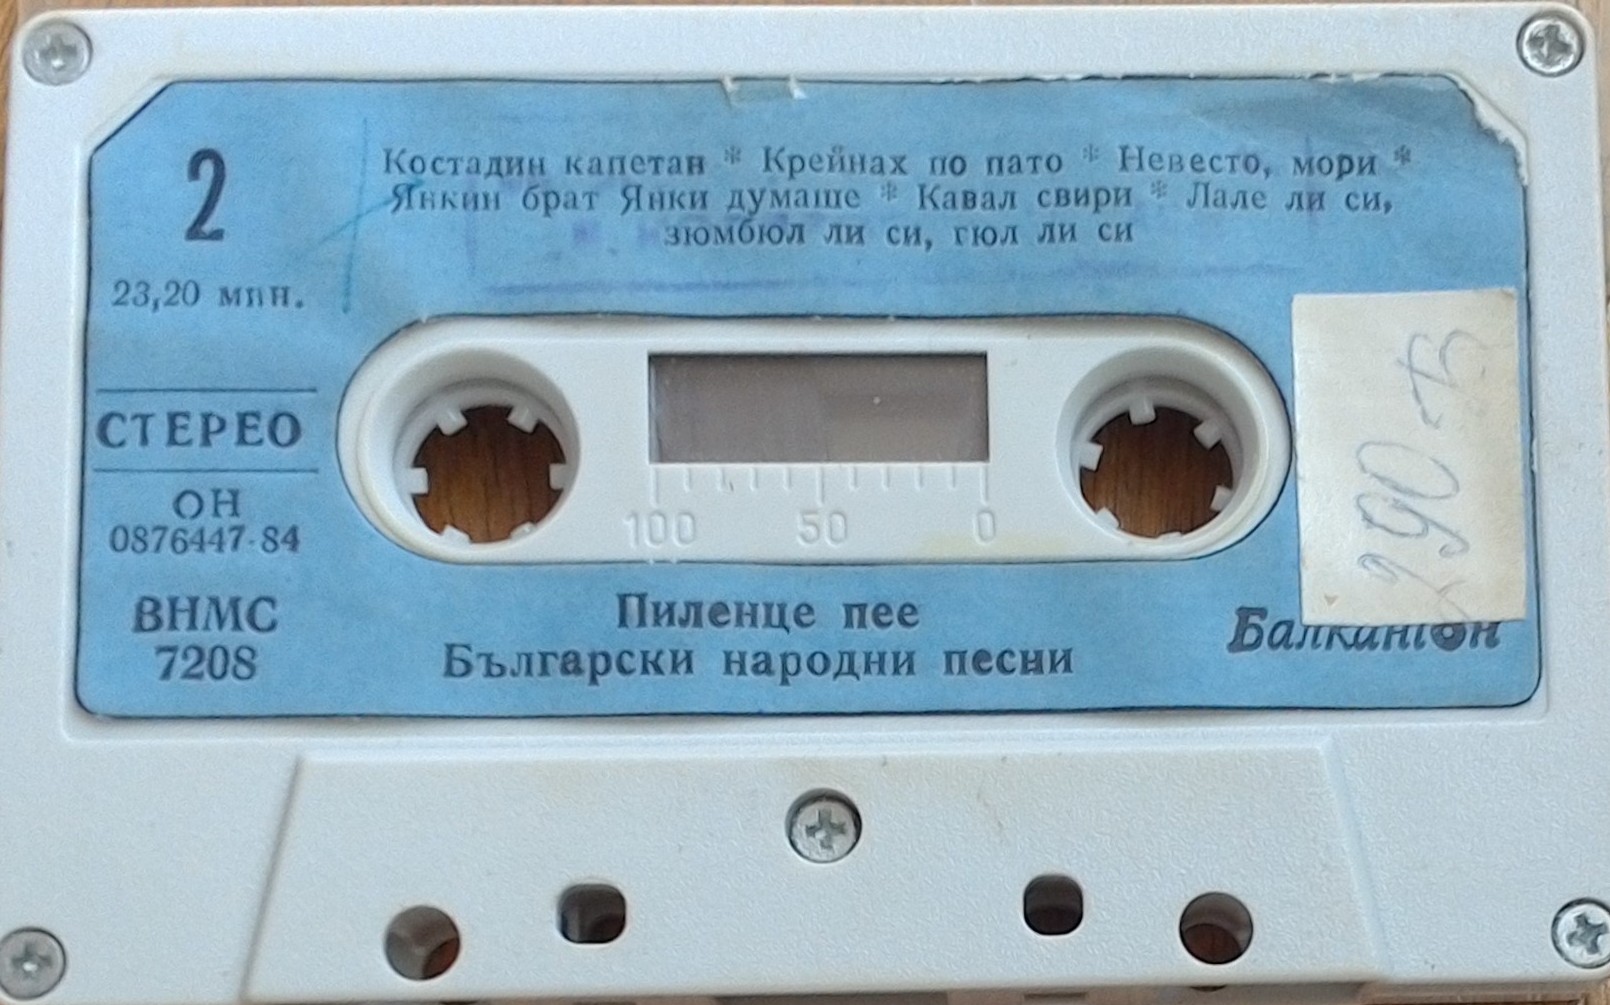 2
Костадин капетан * Крейнах по пато * Невесто, мори *
Янкин брат Янки думаше * Кавал свири * Лале ли си,
зюмбюл ли си, гюл ли си
23,20 мин.
СТЕРЕО
ОН
0876447-84
ВНМС
7208
100 50 0
Пиленце пее
Български народни песни
Балкантон